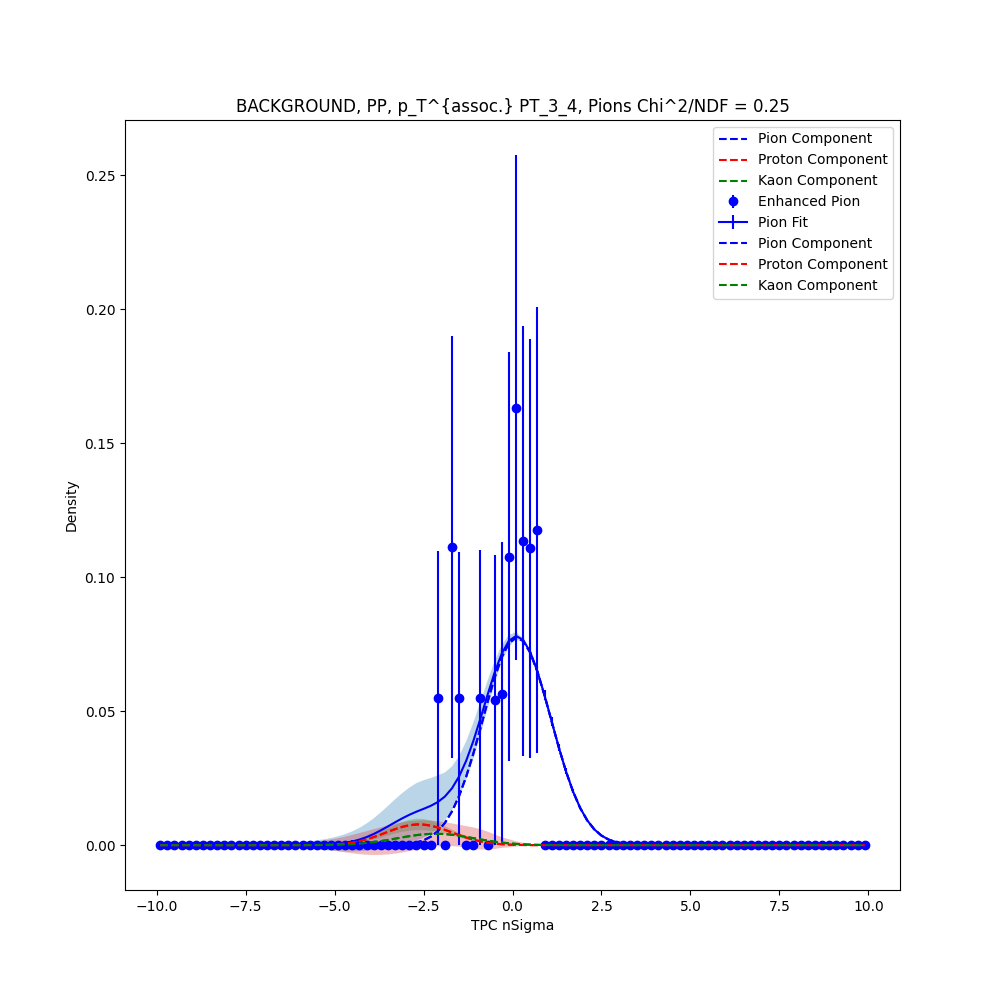 BACKGROUND, PP, p_T^{assoc.} PT_3_4, Pions Chi^2/NDF = 0.25
Pion Component
Proton Component
Kaon Component
Enhanced Pion
Pion Fit
Pion Component
Proton Component
Kaon Component
0.25
0.20
0.15
0.10
0.05
0.00
Density
−10.0 −7.5 −5.0 −2.5 0.0 2.5 5.0 7.5 10.0
TPC nSigma